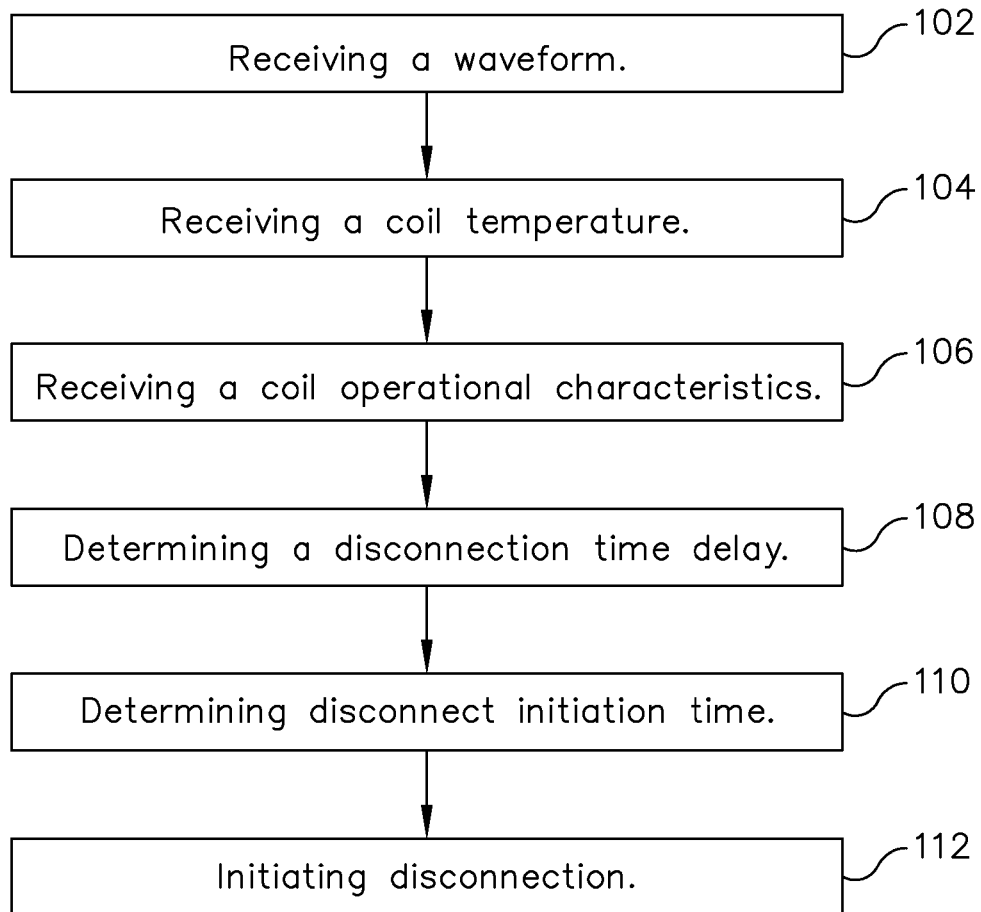 Receiving a waveform.
102
Receiving a coil temperature.
104
Receiving a coil operational characteristics.
106
Determining a disconnection time delay.
108
Determining disconnect initiation time.
110
Initiating disconnection.
112